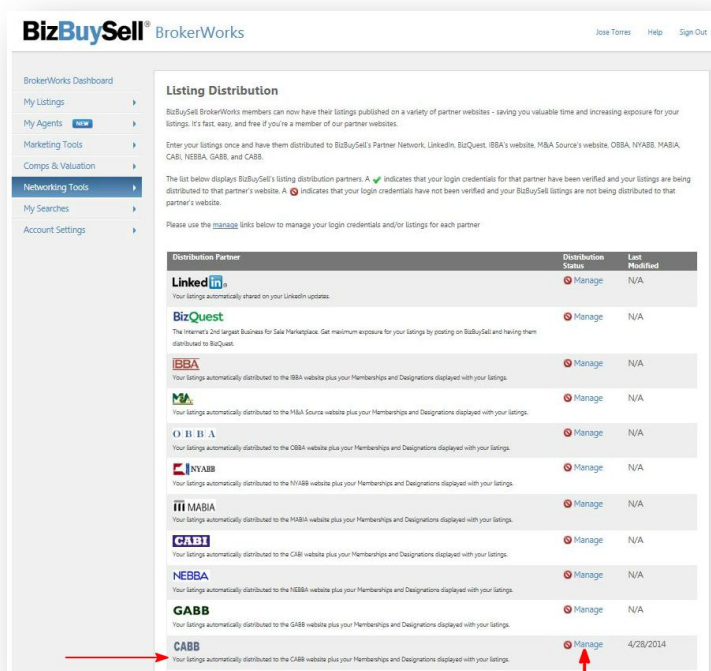 BizBuySell® BrokerWorks
Jose Torres Help Sign Out
BrokerWorks Dashboard
My Listings
My Agents NEW
Marketing Tools
Comps & Valuation
Networking Tools
My Searches
Account Settings
Listing Distribution
BizBuySell BrokerWorks members can now have their listings published on a variety of partner websites - saving you valuable time and increasing exposure for your
listings. It's fast, easy, and free if you're a member of our partner websites.
Enter your listings once and have them distributed to BizBuySell's Partner Network, LinkedIn, BizQuest, IBBA's website, M&A Source's website, OBBA, NYABB, MABIA,
CABI, NEBBA, GABB, and CABB.
The list below displays BizBuySell's listing distribution partners. A indicates that your login credentials for that partner have been verified and your listings are being
distributed to that partner's website. A indicates that your login credentials have not been verified and your BizBuySell listings are not being distributed to that
partner's website.
Please use the manage links below to manage your login credentials and/or listings for each partner
Distribution Partner Distribution Status Last Modified
Linked in Manage N/A
Your listings automatically shared on your LinkedIn updates.
BizQuest Manage N/A
The Internet's 2nd largest Business for Sale Marketplace. Get maximum exposure for your listings by posting on BizBuySell and having them
distributed to BizQuest.
IBBA Manage N/A
Your listings automatically distributed to the IBBA website plus your Memberships and Designations displayed with your listings.
M&A Manage N/A
Your listings automatically distributed to the M&A Source website plus your Memberships and Designations displayed with your listings.
OBBA Manage N/A
Your listings automatically distributed to the OBBA website plus your Memberships and Designations displayed with your listings.
NYABB Manage N/A
Your listings automatically distributed to the NYABB website plus your Memberships and Designations displayed with your listings.
MABIA Manage N/A
Your listings automatically distributed to the MABIA website plus your Memberships and Designations displayed with your listings.
CABI Manage N/A
Your listings automatically distributed to the CABI website plus your Memberships and Designations displayed with your listings.
NEBBA Manage N/A
Your listings automatically distributed to the NEBBA website plus your Memberships and Designations displayed with your listings.
GABB Manage N/A
Your listings automatically distributed to the GABB website plus your Memberships and Designations displayed with your listings.
CABB Manage 4/28/2014
Your listings automatically distributed to the CABB website plus your Memberships and Designations displayed with your listings.